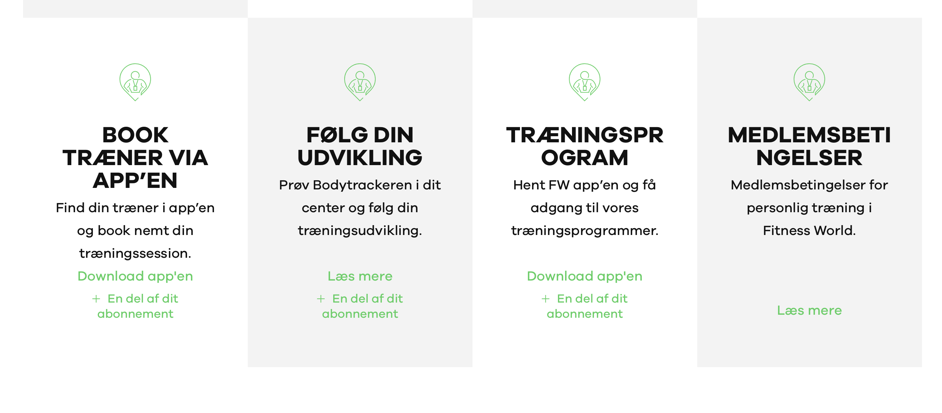 BOOK
TRÆNER VIA
APP’EN
Find din træner i app’en
og book nemt din
træningssession.
Download app'en
+ En del af dit
abonnement
FØLG DIN
UDVIKLING
Prøv Bodytrackeren i dit
center og følg din
træningsudvikling.
Læs mere
+ En del af dit
abonnement
TRÆNINGSPR
OGRAM
Hent FW app’en og få
adgang til vores
træningsprogrammer.
Download app'en
+ En del af dit
abonnement
MEDLEMSBETI
NGELSER
Medlemsbetingelser for
personlig træning i
Fitness World.
Læs mere